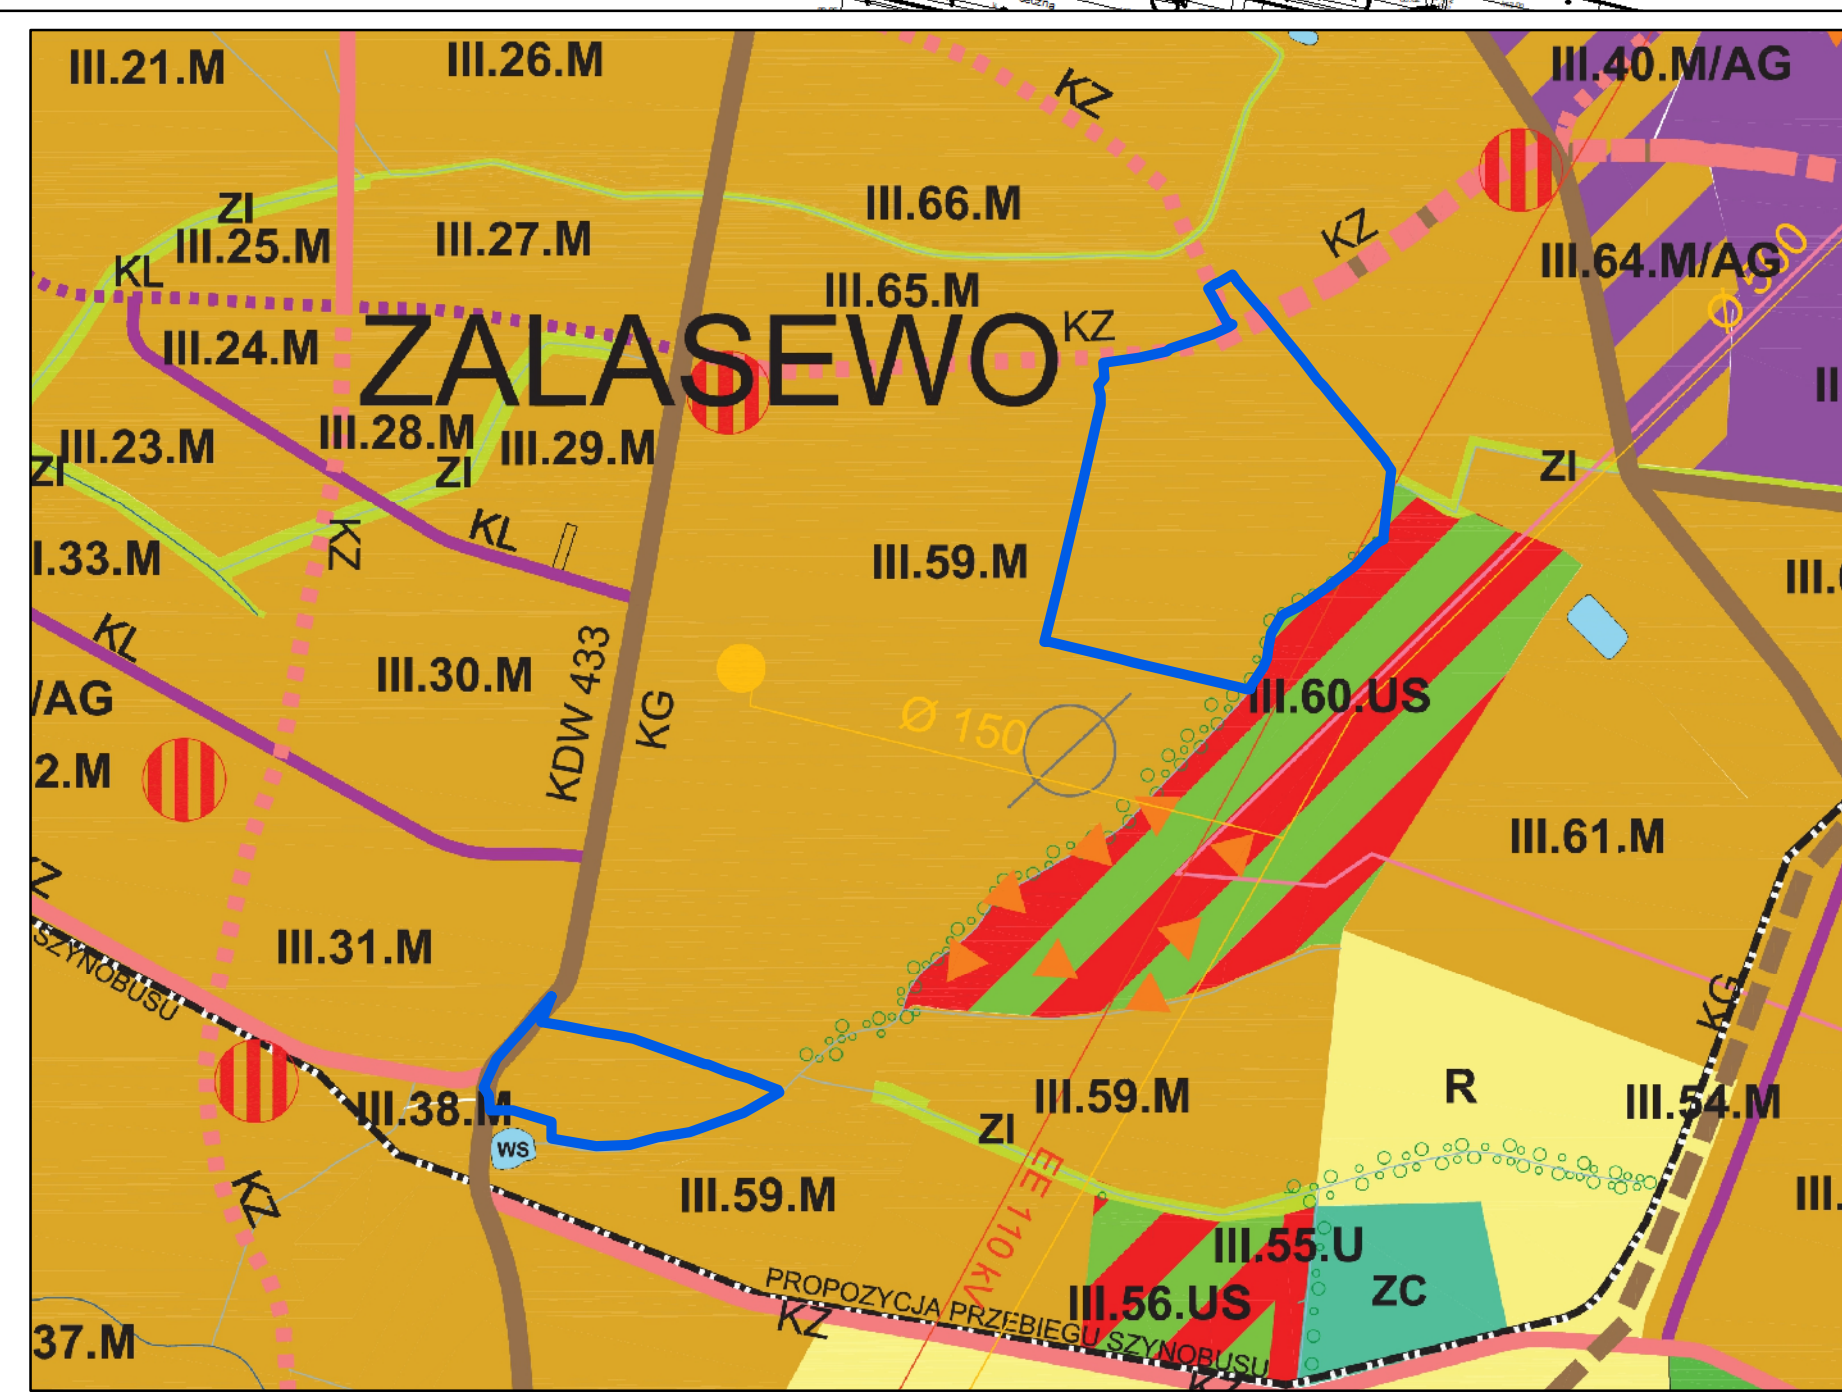 III.21.M
III.26.M
KZ
III.40.M/AG
ZI
III.25.M
III.27.M
III.66.M
KZ
III.64.M/AG
KL
III.65.M
Ø 500
III.24.M
ZALASEWO
KZ
III.23.M
III.28.M
III.29.M
ZI
ZI
ZI
KZ
KL
I.33.M
III.59.M
KL
III.30.M
KDW 433
KG
/AG
III.60.US
Ø 150
2.M
III.61.M
III.31.M
SZYNOBUSU
KG
III.38.M
WS
ZI
III.59.M
R
III.54.M
EE 110 kV
KZ
III.59.M
III.55.U
PROPOZYCJA PRZEBIEGU SZYNOBUSU
III.56.US
ZC
KZ
37.M
KZ